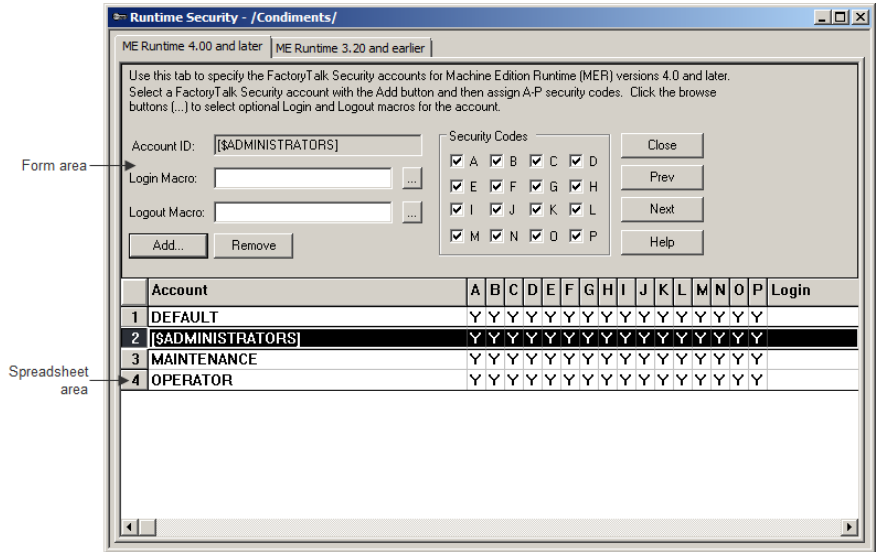 Runtime Security - /Condiments/
ME Runtime 4.00 and later
ME Runtime 3.20 and earlier
Use this tab to specify the FactoryTalk Security accounts for Machine Edition Runtime (MER) versions 4.0 and later.
Select a FactoryTalk Security account with the Add button and then assign A-P security codes. Click the browse
buttons (...) to select optional Login and Logout macros for the account.
Form area
Account ID: [$ADMINISTRATORS]
Login Macro: ...
Logout Macro: ...
Add...
Remove
Security Codes
A B C D
E F G H
I J K L
M N O P
Close
Prev
Next
Help
Spreadsheet
area
Account A B C D E F G H I J K L M N O P Login
1 DEFAULT Y Y Y Y Y Y Y Y Y Y Y Y Y Y Y Y
2 [$ADMINISTRATORS] Y Y Y Y Y Y Y Y Y Y Y Y Y Y Y Y
3 MAINTENANCE Y Y Y Y Y Y Y Y Y Y Y Y Y Y Y Y
4 OPERATOR Y Y Y Y Y Y Y Y Y Y Y Y Y Y Y Y